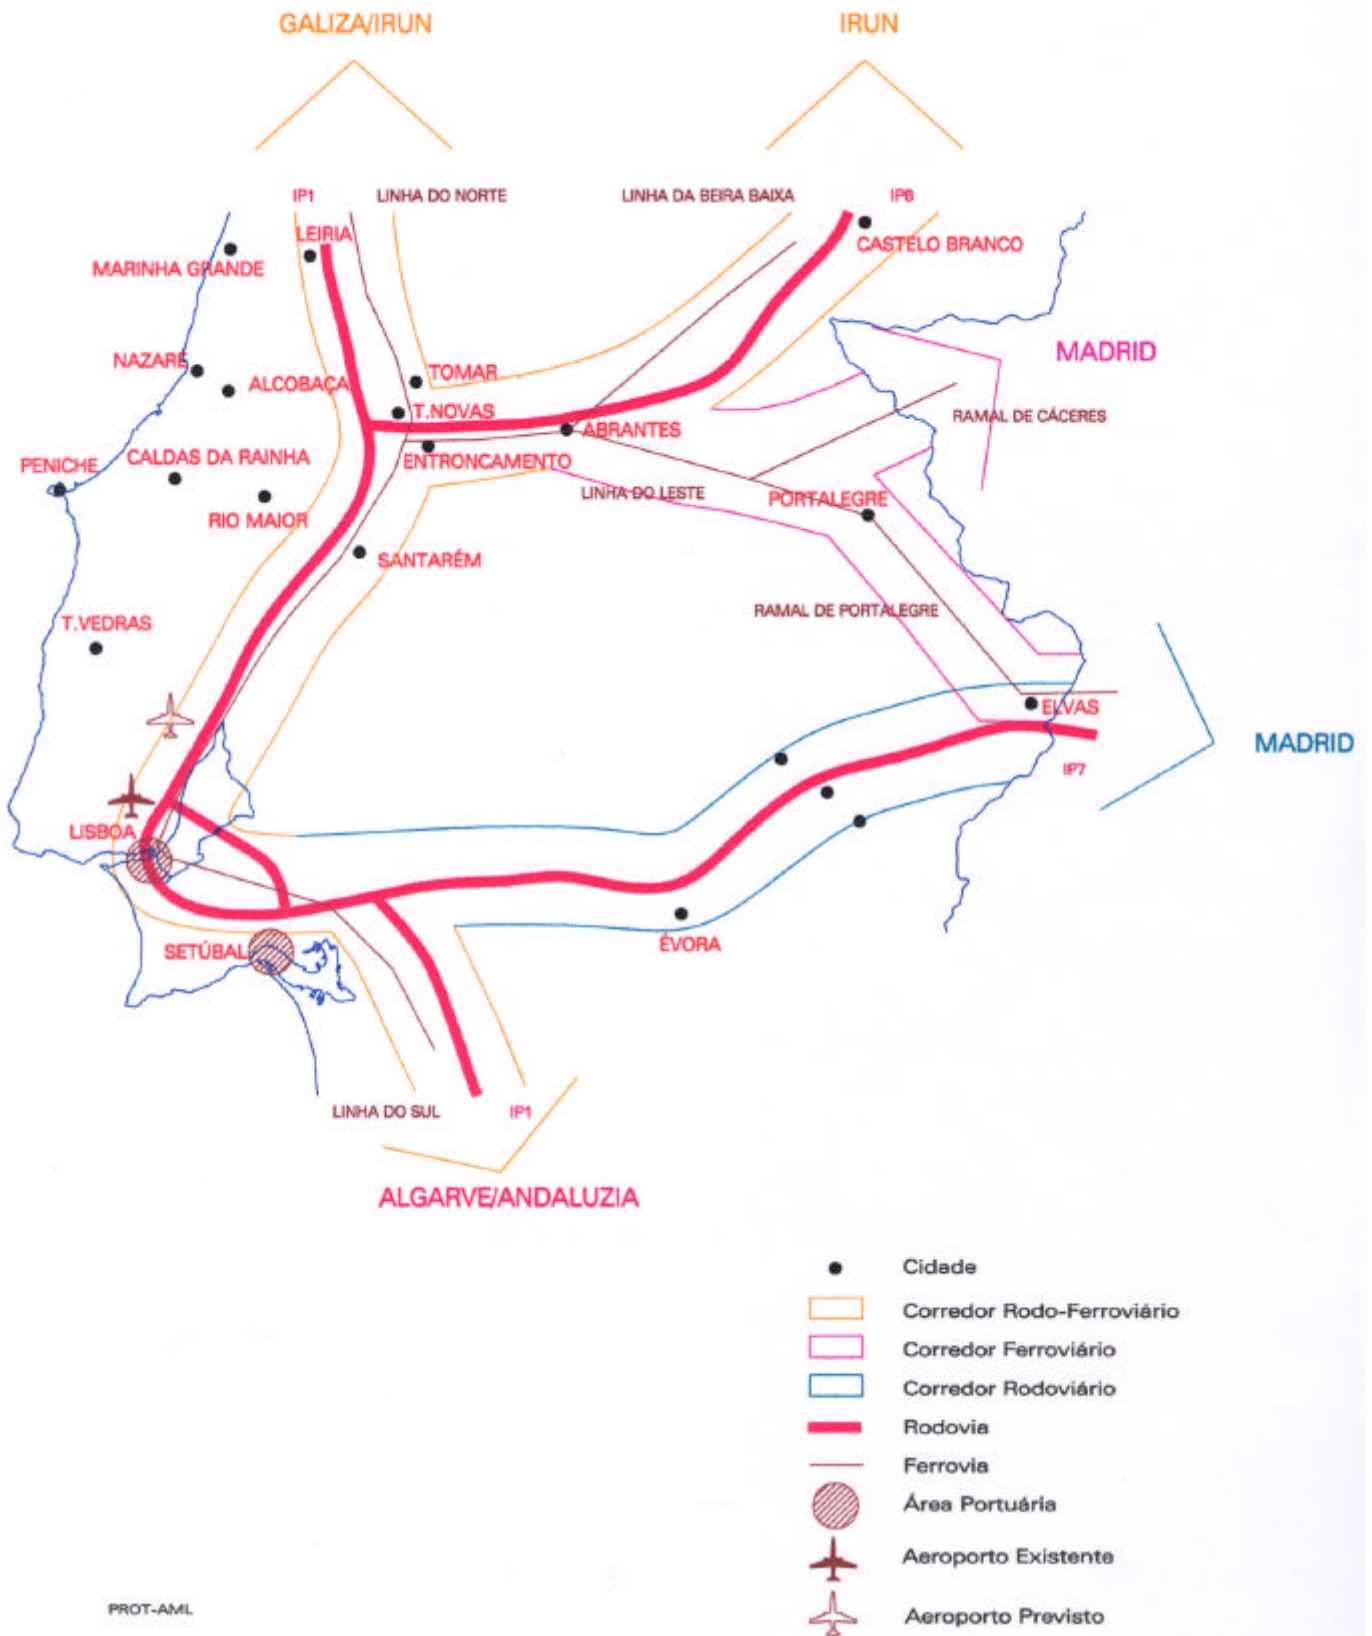 GALIZA/IRUN
IRUN
IP1
LINHA DO NORTE
LINHA DA BEIRA BAIXA
IP6
LEIRIA
CASTELO BRANCO
MARINHA GRANDE
MADRID
NAZARÉ
TOMAR
ALCOBAÇA
T.NOVAS
RAMAL DE CÁCERES
ABRANTES
CALDAS DA RAINHA
PENICHE
ENTRONCAMENTO
LINHA DO LESTE
PORTALEGRE
RIO MAIOR
SANTARÉM
RAMAL DE PORTALEGRE
T.VEDRAS
ELVAS
MADRID
IP7
LISBOA
ÉVORA
SETÚBAL
LINHA DO SUL
IP1
ALGARVE/ANDALUZIA
Cidade
Corredor Rodo-Ferroviário
Corredor Ferroviário
Corredor Rodoviário
Rodovia
Ferrovia
Área Portuária
Aeroporto Existente
Aeroporto Previsto
PROT-AML